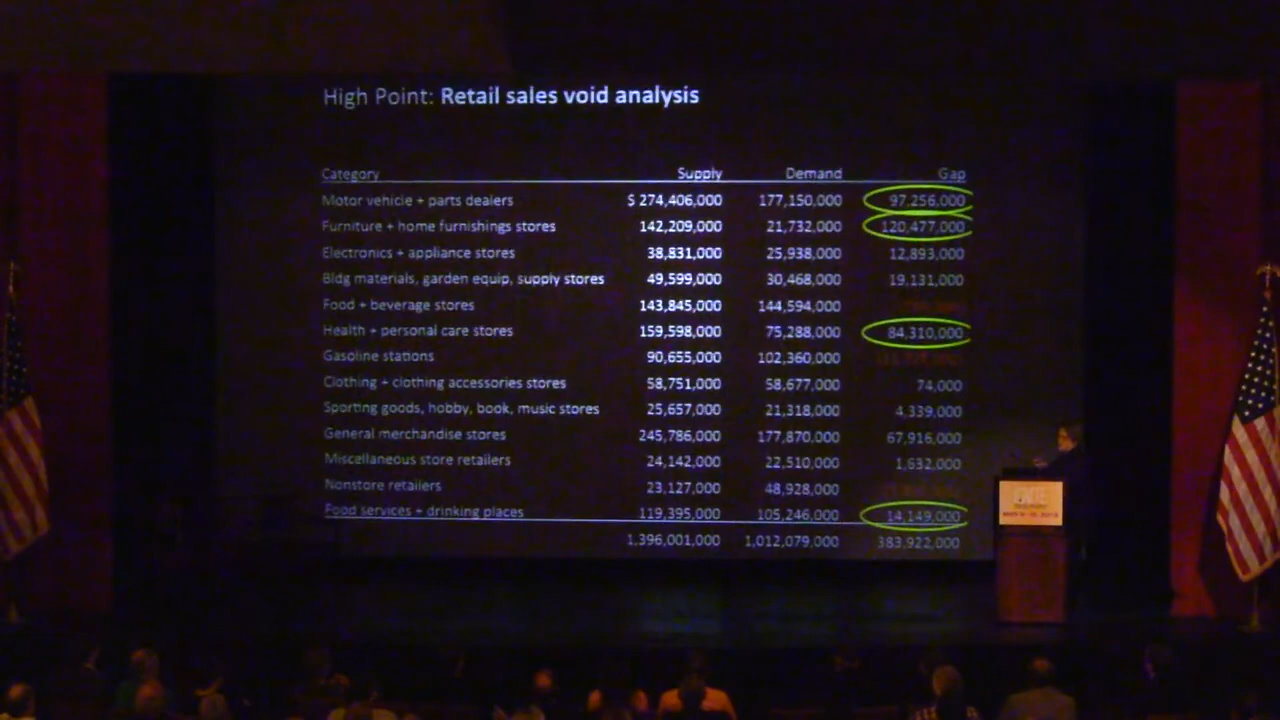 High Point: Retail sales void analysis
Category Supply Demand Gap
Motor vehicle + parts dealers $ 274,406,000 177,150,000 97,256,000
Furniture + home furnishings stores 142,209,000 21,732,000 120,477,000
Electronics + appliance stores 38,831,000 25,938,000 12,893,000
Bldg materials, garden equip, supply stores 49,599,000 30,468,000 19,131,000
Food + beverage stores 143,845,000 144,594,000
Health + personal care stores 159,598,000 75,288,000 84,310,000
Gasoline stations 90,655,000 102,360,000
Clothing + clothing accessories stores 58,751,000 58,677,000 74,000
Sporting goods, hobby, book, music stores 25,657,000 21,318,000 4,339,000
General merchandise stores 245,786,000 177,870,000 67,916,000
Miscellaneous store retailers 24,142,000 22,510,000 1,632,000
Nonstore retailers 23,127,000 48,928,000
Food services + drinking places 119,395,000 105,246,000 14,149,000
1,396,001,000 1,012,079,000 383,922,000